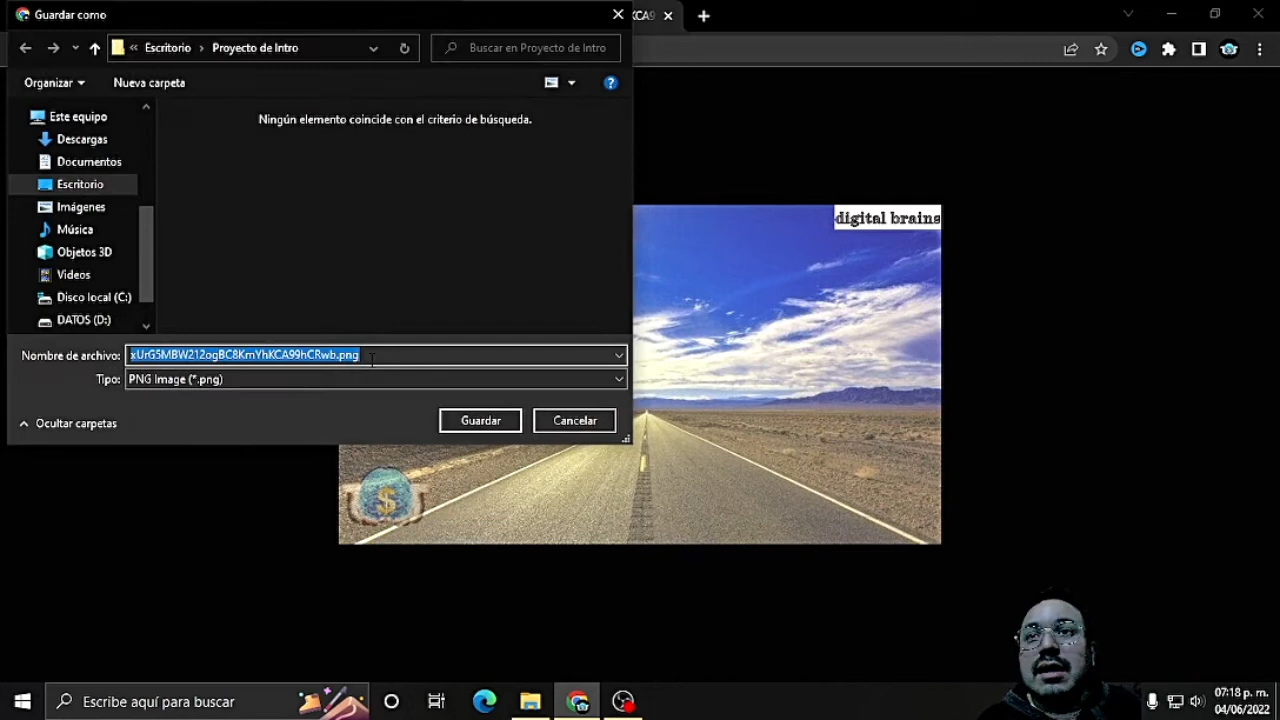 Guardar como
KCA9
Escritorio
Proyecto de Intro
Buscar en Proyecto de Intro
Organizar
Nueva carpeta
Este equipo
Descargas
Documentos
Escritorio
Imágenes
Música
Objetos 3D
Videos
Disco local (C:)
DATOS (D:)
Ningún elemento coincide con el criterio de búsqueda.
Nombre de archivo:
xUrG5MBW212ogBC8KmYhKCA99hCRwb.png
Tipo:
PNG Image (*.png)
Ocultar carpetas
Guardar
Cancelar
digital brains
$
Escribe aquí para buscar
07:18 p. m.
04/06/2022